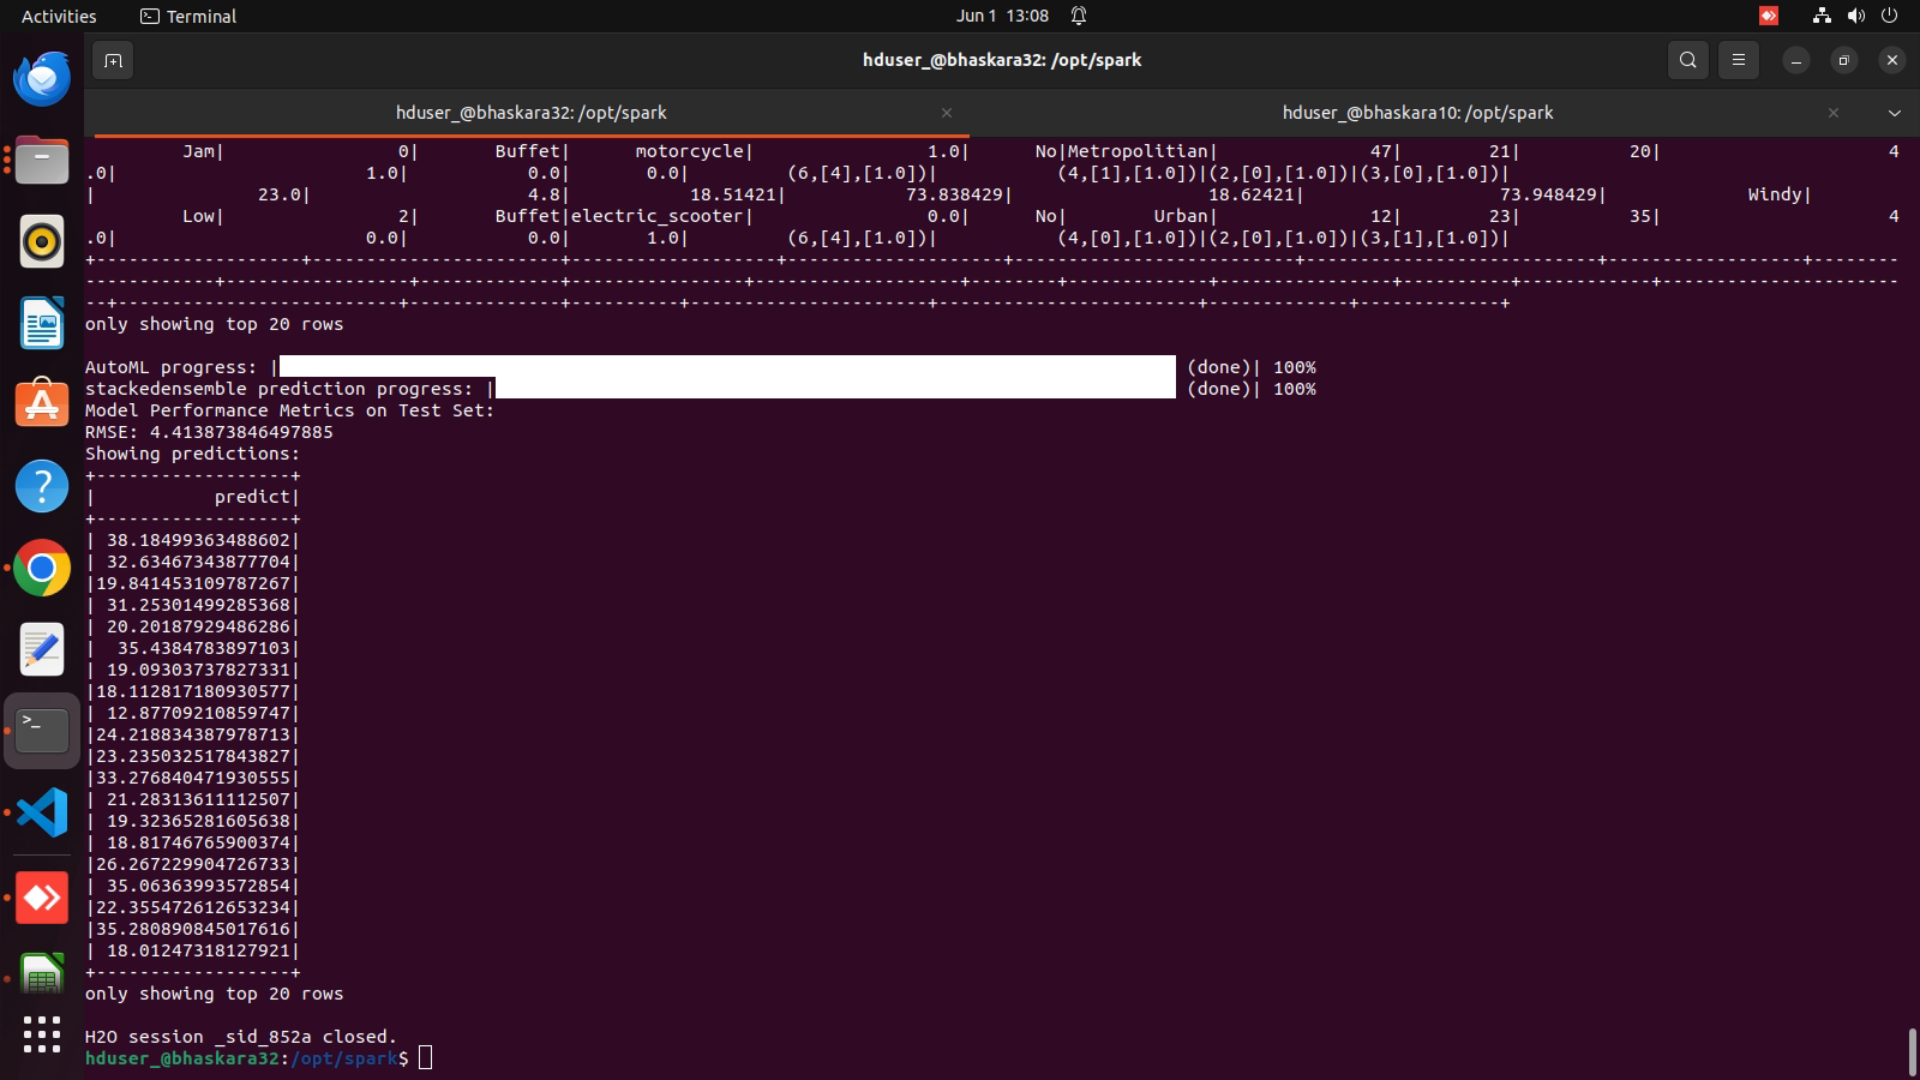 Activities
Terminal
Jun 1 13:08
hduser_@bhaskara32: /opt/spark
hduser_@bhaskara32: /opt/spark
hduser_@bhaskara10: /opt/spark
Jam| 0| Buffet| motorcycle| 1.0| No|Metropolitian| 47| 21| 20| 4
.0| 1.0| 0.0| 0.0| (6,[4],[1.0])| (4,[1],[1.0])|(2,[0],[1.0])|(3,[0],[1.0])|
| 23.0| 4.8| 18.51421| 73.838429| 18.62421| 73.948429| Windy|
Low| 2| Buffet|electric_scooter| 0.0| No| Urban| 12| 23| 35| 4
.0| 0.0| 0.0| 1.0| (6,[4],[1.0])| (4,[0],[1.0])|(2,[0],[1.0])|(3,[1],[1.0])|
only showing top 20 rows
AutoML progress: | (done)| 100%
stackedensemble prediction progress: | (done)| 100%
Model Performance Metrics on Test Set:
RMSE: 4.413873846497885
Showing predictions:
+------------------+
| predict|
+------------------+
| 38.18499363488602|
| 32.63467343877704|
|19.841453109787267|
| 31.25301499285368|
| 20.20187929486286|
| 35.4384783897103|
| 19.09303737827331|
|18.112817180930577|
| 12.87709210859747|
|24.218834387978713|
|23.235032517843827|
|33.276840471930555|
| 21.28313611112507|
| 19.32365281605638|
| 18.81746765900374|
|26.267229904726733|
| 35.06363993572854|
|22.355472612653234|
|35.280890845017616|
| 18.01247318127921|
+------------------+
only showing top 20 rows
H2O session _sid_852a closed.
hduser_@bhaskara32:/opt/spark$